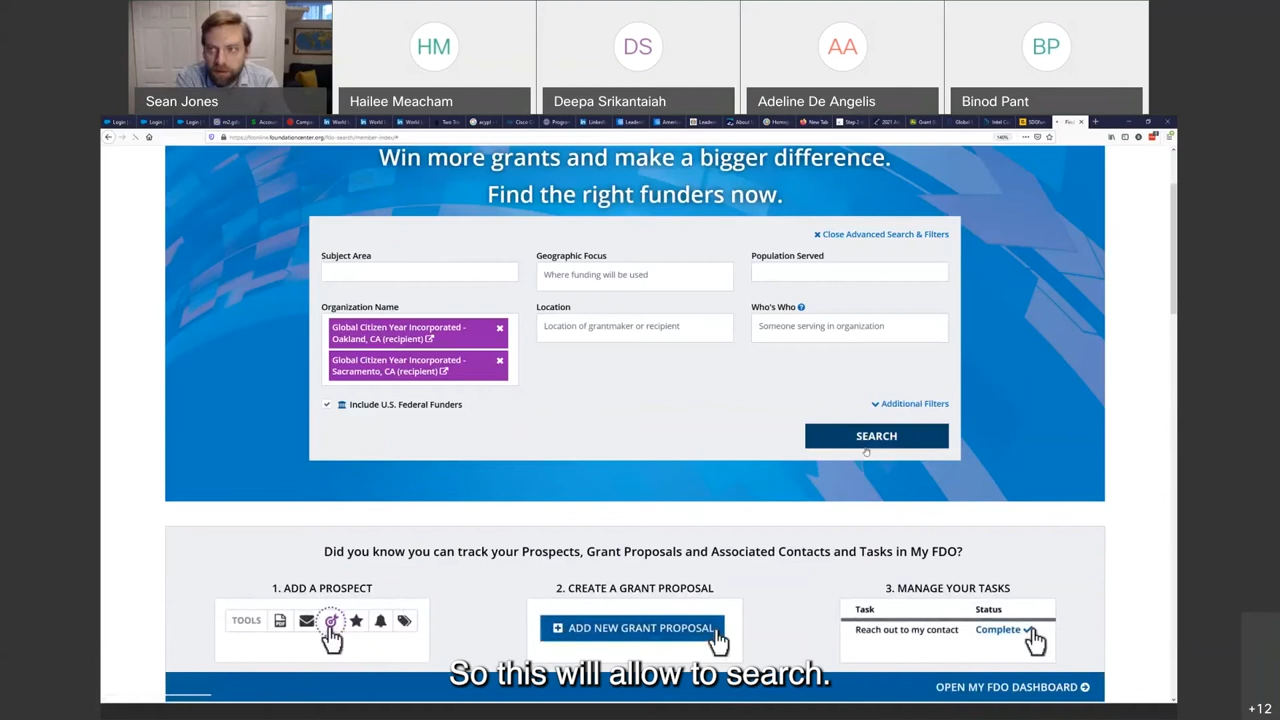 HM
DS
AA
BP
Sean Jones
Hailee Meacham
Deepa Srikantaiah
Adeline De Angelis
Binod Pant
Win more grants and make a bigger difference.
Find the right funders now.
Close Advanced Search & Filters
Subject Area
Geographic Focus
Population Served
Where funding will be used
Organization Name
Location
Who's Who
Global Citizen Year Incorporated -
Oakland, CA (recipient)
Location of grantmaker or recipient
Someone serving in organization
Global Citizen Year Incorporated -
Sacramento, CA (recipient)
Include U.S. Federal Funders
Additional Filters
SEARCH
Did you know you can track your Prospects, Grant Proposals and Associated Contacts and Tasks in My FDO?
1. ADD A PROSPECT
2. CREATE A GRANT PROPOSAL
3. MANAGE YOUR TASKS
TOOLS
ADD NEW GRANT PROPOSAL
Task Status
Reach out to my contact Complete
So this will allow to search.
OPEN MY FDO DASHBOARD
+12